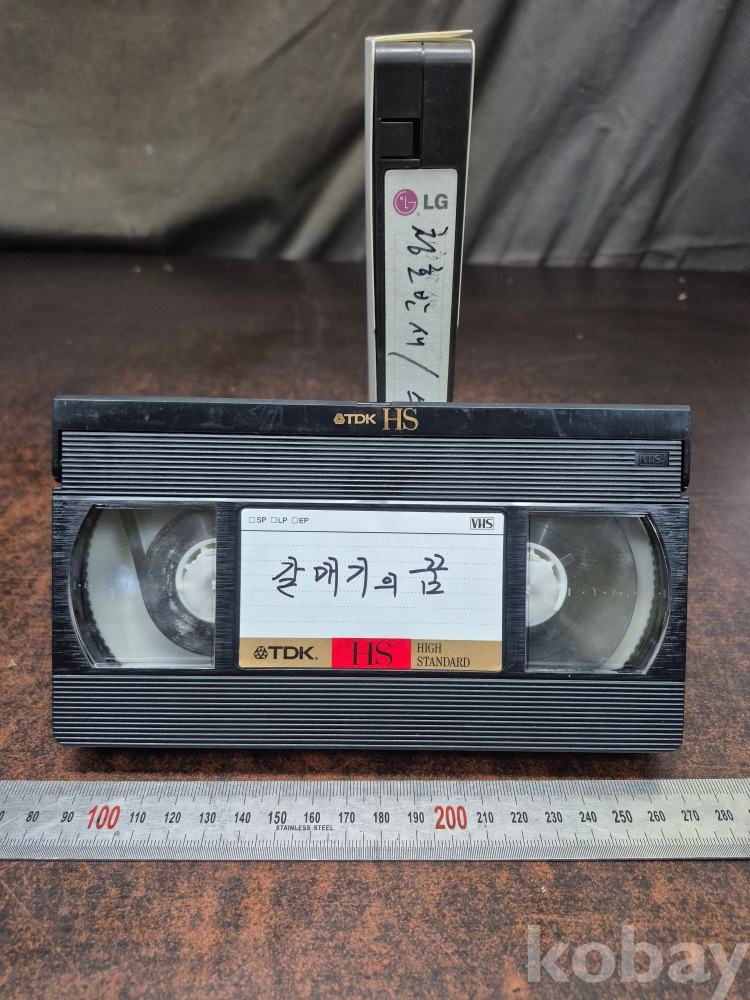 LG
TDK HS
VHS
□SP □LP □EP
VHS
갈매기의 꿈
TDK HS HIGH
STANDARD
80 90 100 110 120 130 140 150 160 170 180 190 200 210 220 230 240 250 260 270 280
STAINLESS STEEL
kobay